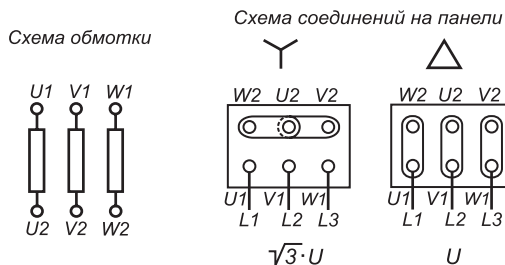 Схема соединений на панели
Схема обмотки
U1 V1 W1
U2 V2 W2
W2 U2 V2
U1 V1 W1
L1 L2 L3
√3·U
W2 U2 V2
U1 V1 W1
L1 L2 L3
U